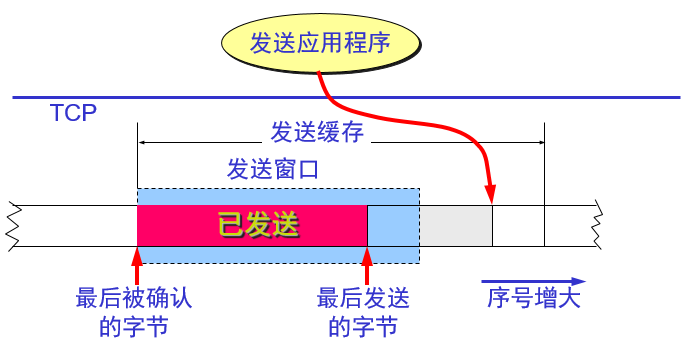 发送应用程序
TCP
发送缓存
发送窗口
已发送
最后被确认
的字节
最后发送
的字节
序号增大